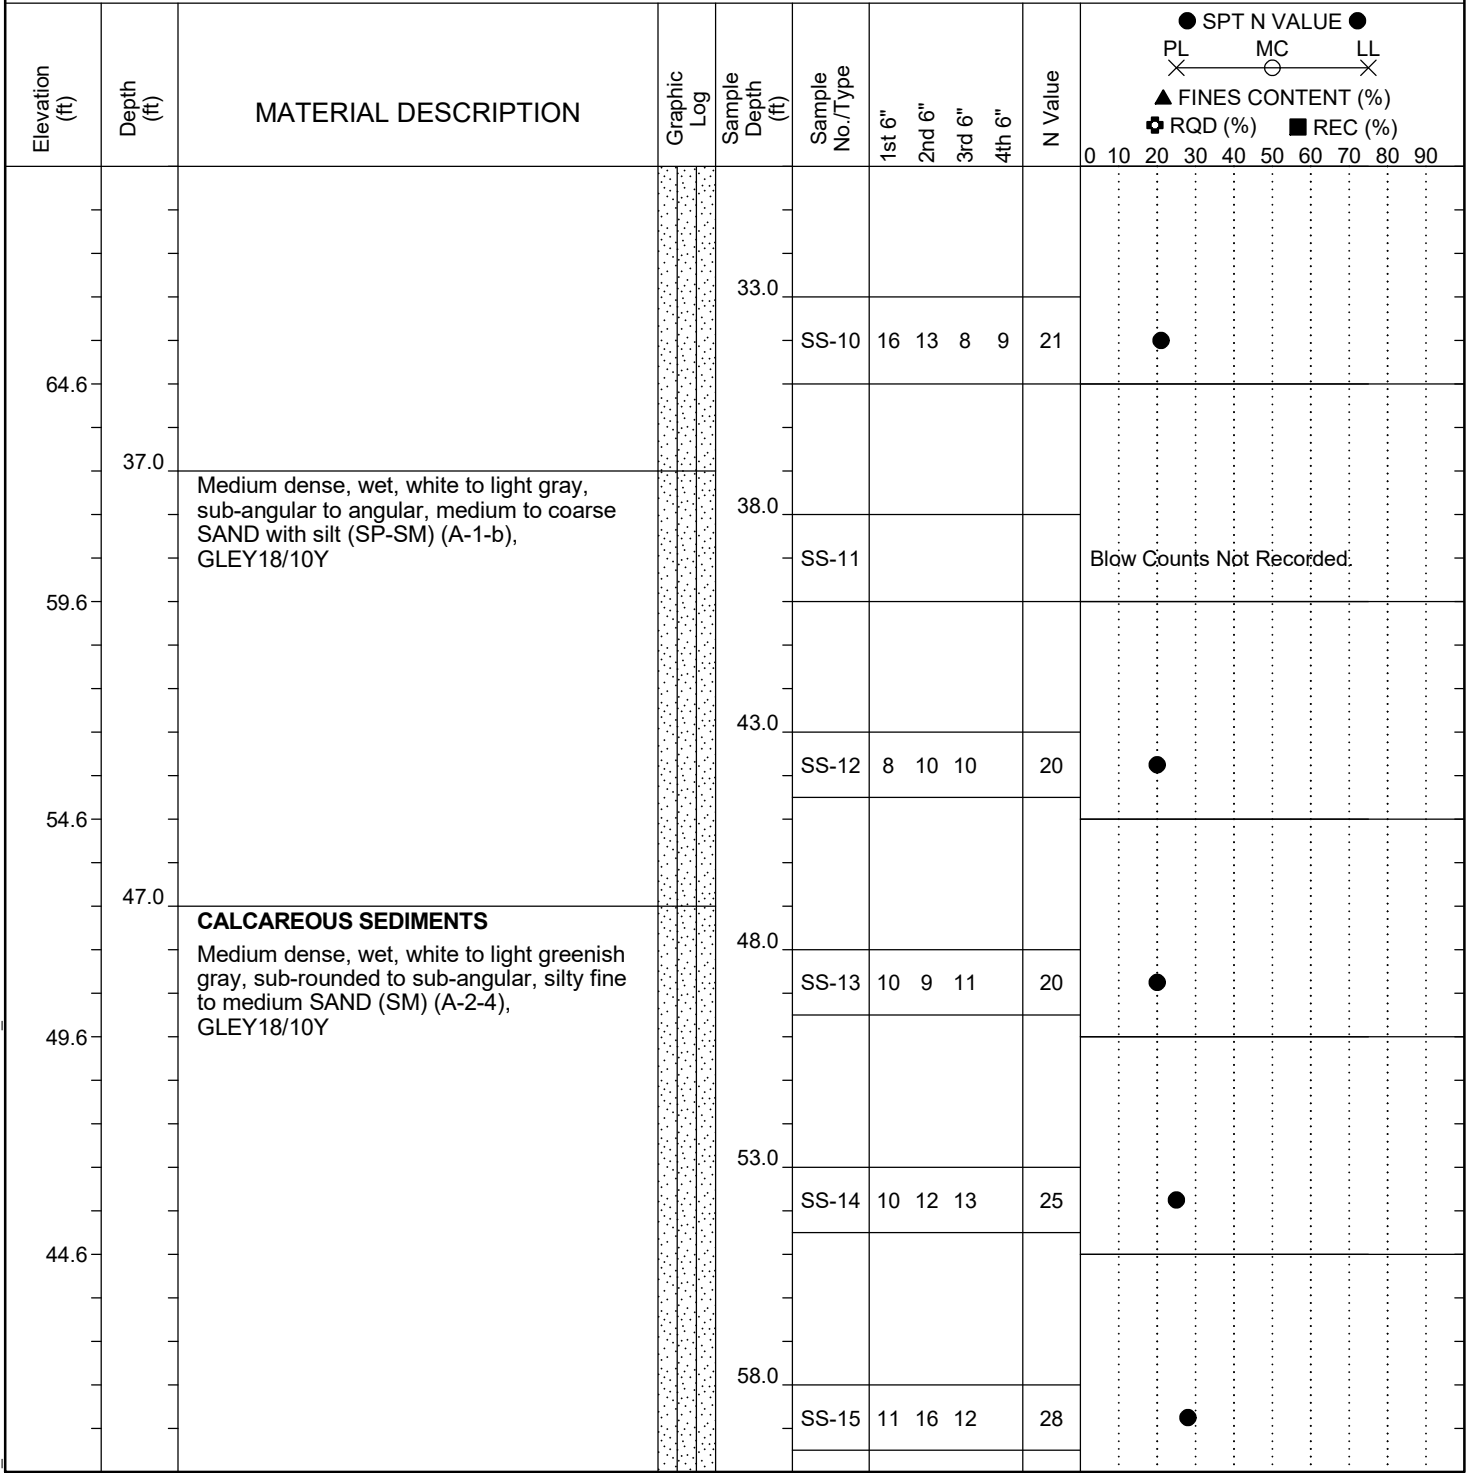 Elevation (ft)
Depth (ft)
MATERIAL DESCRIPTION
Graphic Log
Sample Depth (ft)
Sample No./Type
1st 6"
2nd 6"
3rd 6"
4th 6"
N Value
● SPT N VALUE ●
PL MC LL
▲ FINES CONTENT (%)
RQD (%) ■ REC (%)
0 10 20 30 40 50 60 70 80 90
33.0
SS-10 16 13 8 9 21
64.6
37.0
Medium dense, wet, white to light gray,
sub-angular to angular, medium to coarse
SAND with silt (SP-SM) (A-1-b),
GLEY18/10Y
38.0
SS-11 Blow Counts Not Recorded.
59.6
43.0
SS-12 8 10 10 20
54.6
47.0
CALCAREOUS SEDIMENTS
Medium dense, wet, white to light greenish
gray, sub-rounded to sub-angular, silty fine
to medium SAND (SM) (A-2-4),
GLEY18/10Y
48.0
SS-13 10 9 11 20
49.6
53.0
SS-14 10 12 13 25
44.6
58.0
SS-15 11 16 12 28